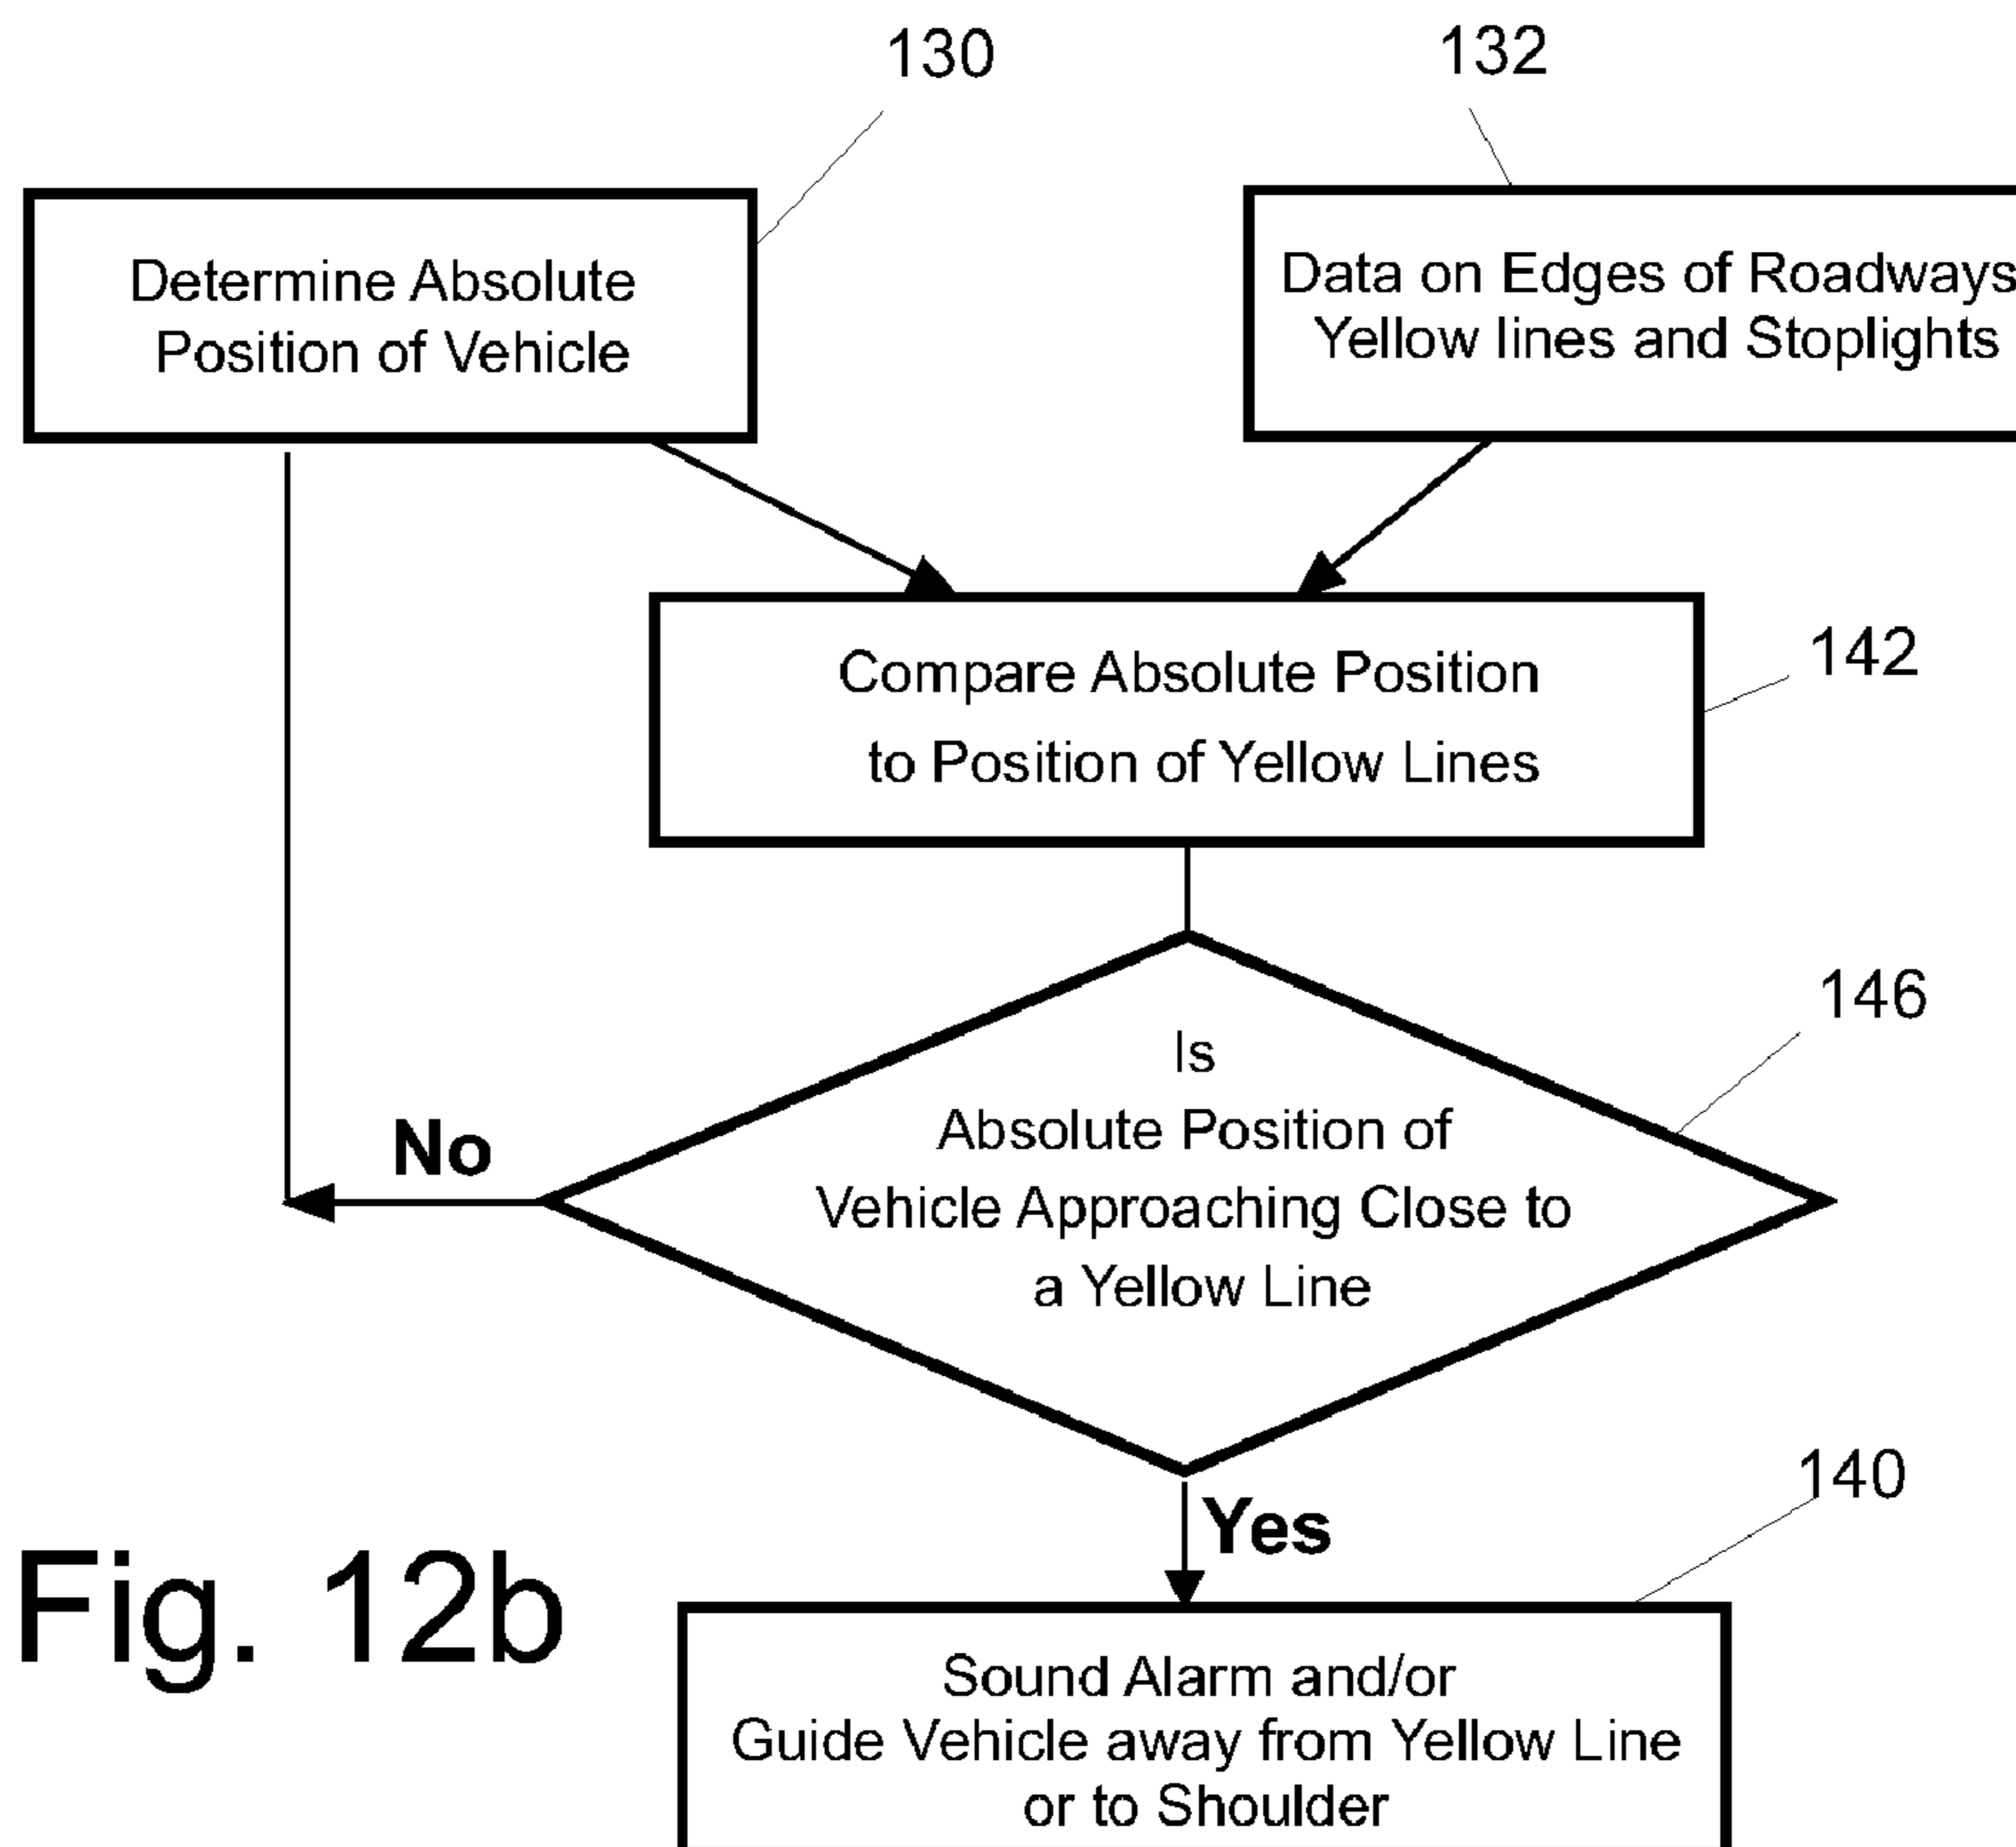 130
132
Determine Absolute
Position of Vehicle
Data on Edges of Roadways
Yellow lines and Stoplights
Compare Absolute Position
to Position of Yellow Lines
142
Is
Absolute Position of
Vehicle Approaching Close to
a Yellow Line
146
No
Yes
140
Sound Alarm and/or
Guide Vehicle away from Yellow Line
or to Shoulder
Fig. 12b